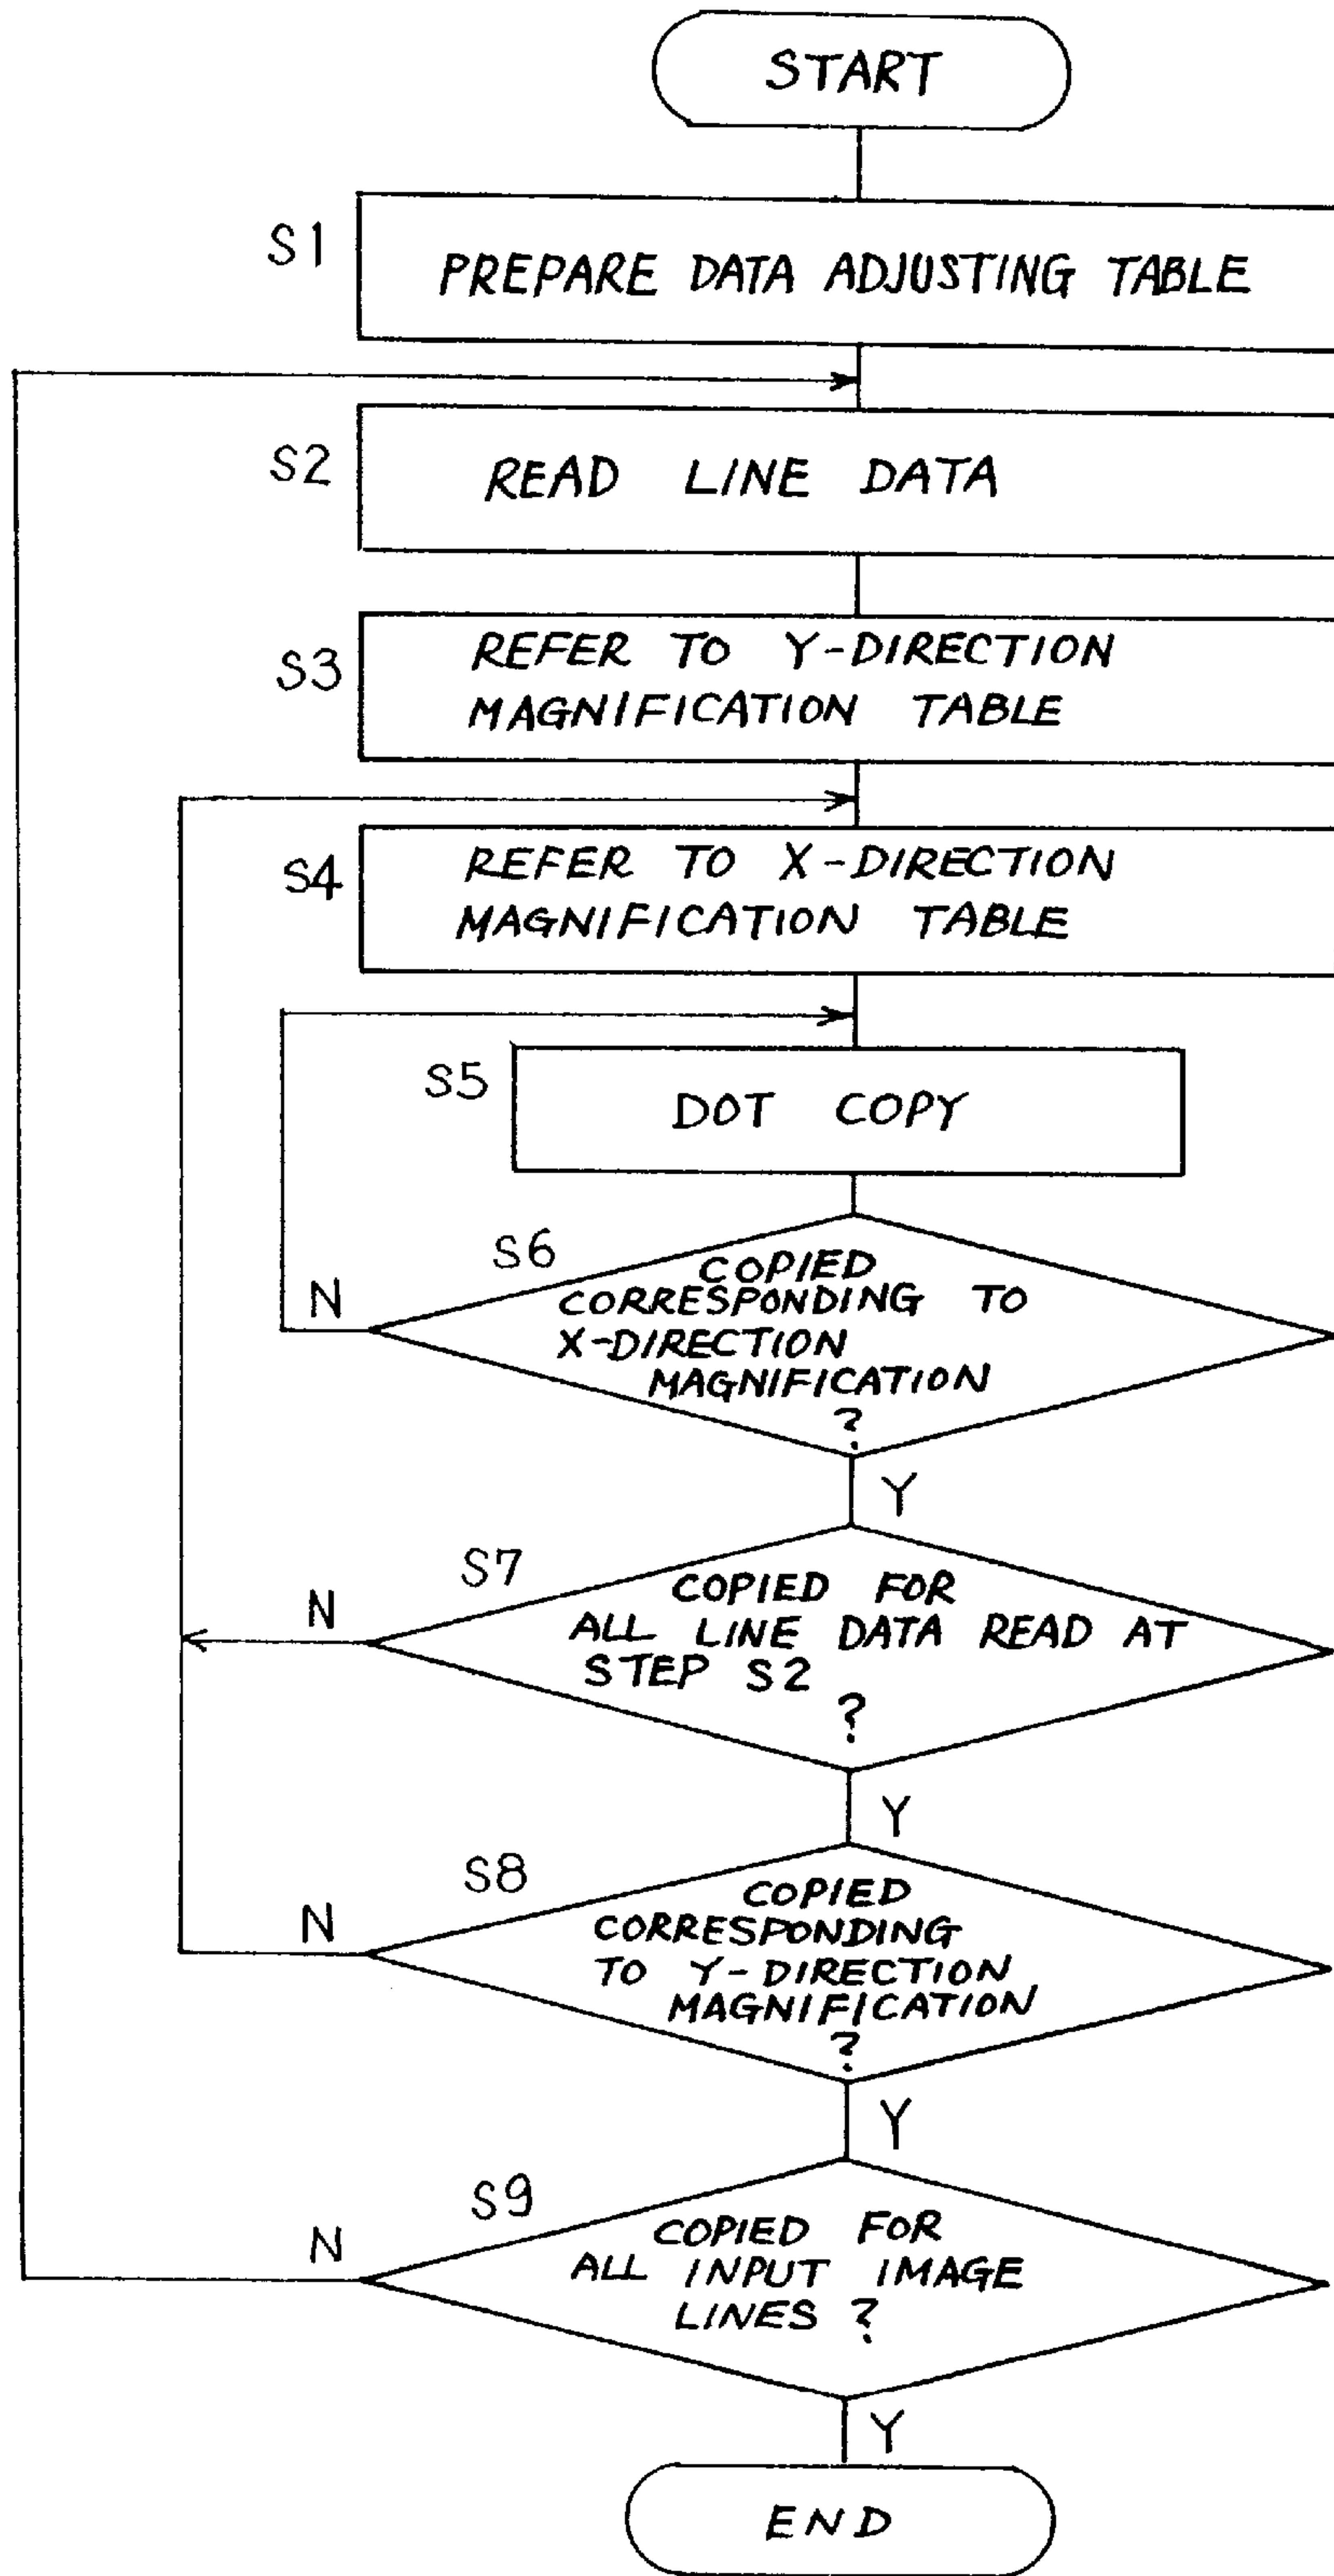 START
S1
PREPARE DATA ADJUSTING TABLE
S2
READ LINE DATA
S3
REFER TO Y-DIRECTION
MAGNIFICATION TABLE
S4
REFER TO X-DIRECTION
MAGNIFICATION TABLE
S5
DOT COPY
S6
COPIED
CORRESPONDING TO
X-DIRECTION
MAGNIFICATION
?
N
Y
S7
COPIED FOR
ALL LINE DATA READ AT
STEP S2
?
N
Y
S8
COPIED
CORRESPONDING
TO Y-DIRECTION
MAGNIFICATION
?
N
Y
S9
COPIED FOR
ALL INPUT IMAGE
LINES ?
N
Y
END